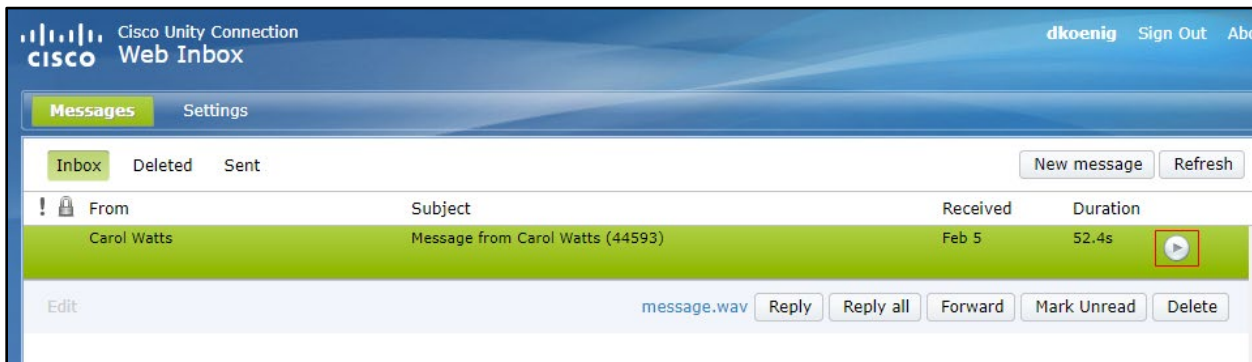 Cisco Unity Connection
CISCO Web Inbox
dkoenig Sign Out Abo
Messages Settings
Inbox Deleted Sent New message Refresh
! From Subject Received Duration
Carol Watts Message from Carol Watts (44593) Feb 5 52.4s
Edit message.wav Reply Reply all Forward Mark Unread Delete